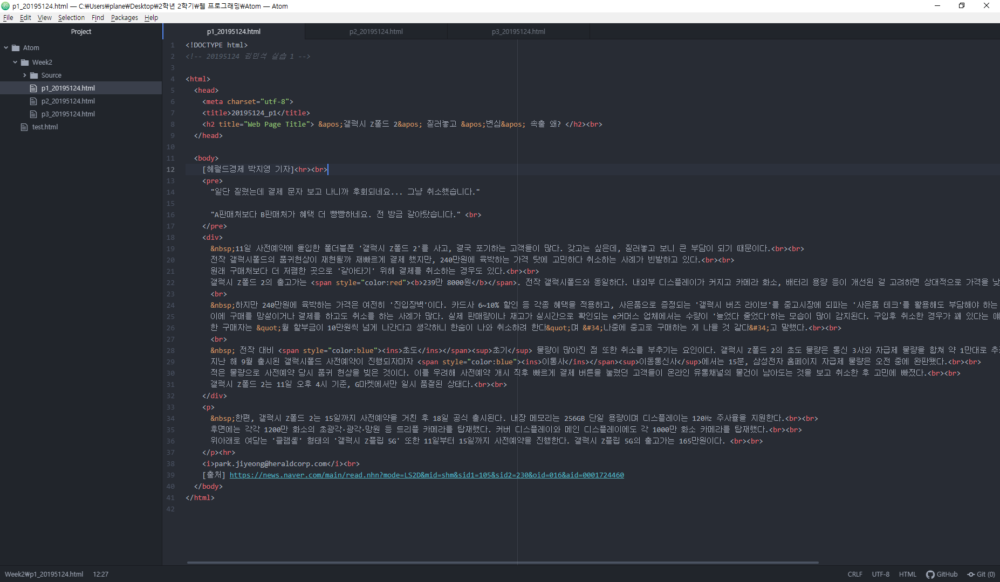 p1_20195124.html — C:₩Users₩plane₩Desktop₩2학년 2학기₩웹 프로그래밍₩Atom — Atom
File Edit View Selection Find Packages Help
Project
Atom
Week2
Source
p1_20195124.html
p2_20195124.html
p3_20195124.html
test.html
p1_20195124.html p2_20195124.html p3_20195124.html
1 <!DOCTYPE html>
2 <!-- 20195124 김민석 실습 1 -->
3
4 <html>
5 <head>
6 <meta charset="utf-8">
7 <title>20195124_p1</title>
8 <h2 title="Web Page Title"> &apos;갤럭시 Z폴드 2&apos; 질러놓고 &apos;변심&apos; 속출 왜? </h2><br>
9 </head>
10
11 <body>
12 [헤럴드경제 박지영 기자]<hr><br>
13 <pre>
14 "일단 질렀는데 결제 문자 보고 나니까 후회되네요... 그냥 취소했습니다."
15
16 "A판매처보다 B판매처가 혜택 더 빵빵하네요. 전 방금 갈아탔습니다." <br>
17 </pre>
18 <div>
19 &nbsp;11일 사전예약에 돌입한 폴더블폰 '갤럭시 Z폴드 2'를 사고, 결국 포기하는 고객들이 많다. 갖고는 싶은데, 질러놓고 보니 큰 부담이 되기 때문이다.<br><br>
20 전작 갤럭시폴드의 품귀현상이 재현될까 재빠르게 결제 했지만, 240만원에 육박하는 가격 탓에 고민하다 취소하는 사례가 빈발하고 있다.<br><br>
21 원래 구매처보다 더 저렴한 곳으로 '갈아타기' 위해 결제를 취소하는 경우도 있다.<br><br>
22 갤럭시 Z폴드 2의 출고가는 <span style="color:red"><b>239만 8000원</b></span>. 전작 갤럭시폴드와 동일하다. 내외부 디스플레이가 커지고 카메라 화소, 배터리 용량 등이 개선된 걸 고려하면 상대적으로 가격을 낮
23 <br>
24 &nbsp;하지만 240만원에 육박하는 가격은 여전히 '진입장벽'이다. 카드사 6~10% 할인 등 각종 혜택을 적용하고, 사은품으로 증정되는 '갤럭시 버즈 라이브'를 중고시장에 되파는 '사은품 테크'를 활용해도 부담해야 하는
25 이에 구매를 망설이거나 결제를 하고도 취소를 하는 사례가 많다. 실제 판매량이나 재고가 실시간으로 확인되는 e커머스 업체에서는 수량이 '늘었다 줄었다'하는 모습이 많이 감지된다. 구입후 취소한 경우가 꽤 있다는 얘
26 한 구매자는 &quot;월 할부금이 10만원씩 넘게 나간다고 생각하니 한숨이 나와 취소하려 한다&quot;며 &#34;나중에 중고로 구매하는 게 나을 것 같다&#34;고 말했다.<br><br>
27 <br>
28 &nbsp; 전작 대비 <span style="color:blue"><ins>초도</ins></span><sup>초기</sup> 물량이 많아진 점 또한 취소를 부추기는 요인이다. 갤럭시 Z폴드 2의 초도 물량은 통신 3사와 자급제 물량을 합쳐 약 1만대로 추
29 지난 해 9월 출시된 갤럭시폴드 사전예약이 진행되자마자 <span style="color:blue"><ins>이통사</ins></span><sup>이동통신사</sup>에서는 15분, 삼성전자 홈페이지 자급제 물량은 오전 중에 완판됐다.<br><br>
30 적은 물량으로 사전예약 당시 품귀 현상을 빚은 것이다. 이를 우려해 사전예약 개시 직후 빠르게 결제 버튼을 눌렀던 고객들이 온라인 유통채널의 물건이 남아도는 것을 보고 취소한 후 고민에 빠졌다.<br><br>
31 갤럭시 Z폴드 2는 11일 오후 4시 기준, G마켓에서만 일시 품절된 상태다.<br><br>
32 </div>
33 <p>
34 &nbsp;한편, 갤럭시 Z폴드 2는 15일까지 사전예약을 거친 후 18일 공식 출시된다. 내장 메모리는 256GB 단일 용량이며 디스플레이는 120Hz 주사율을 지원한다.<br><br>
35 후면에는 각각 1200만 화소의 초광각·광각·망원 등 트리플 카메라를 탑재했다. 커버 디스플레이와 메인 디스플레이에도 각 1000만 화소 카메라를 탑재했다.<br><br>
36 위아래로 여닫는 '클램셸' 형태의 '갤럭시 Z플립 5G' 또한 11일부터 15일까지 사전예약을 진행한다. 갤럭시 Z플립 5G의 출고가는 165만원이다. <br><br>
37 </p><hr>
38 <i>park.jiyeong@heraldcorp.com</i><br>
39 [출처] https://news.naver.com/main/read.nhn?mode=LS2D&mid=shm&sid1=105&sid2=230&oid=016&aid=0001724460
40 </body>
41 </html>
42
Week2₩p1_20195124.html 12:27 CRLF UTF-8 HTML GitHub Git (0)